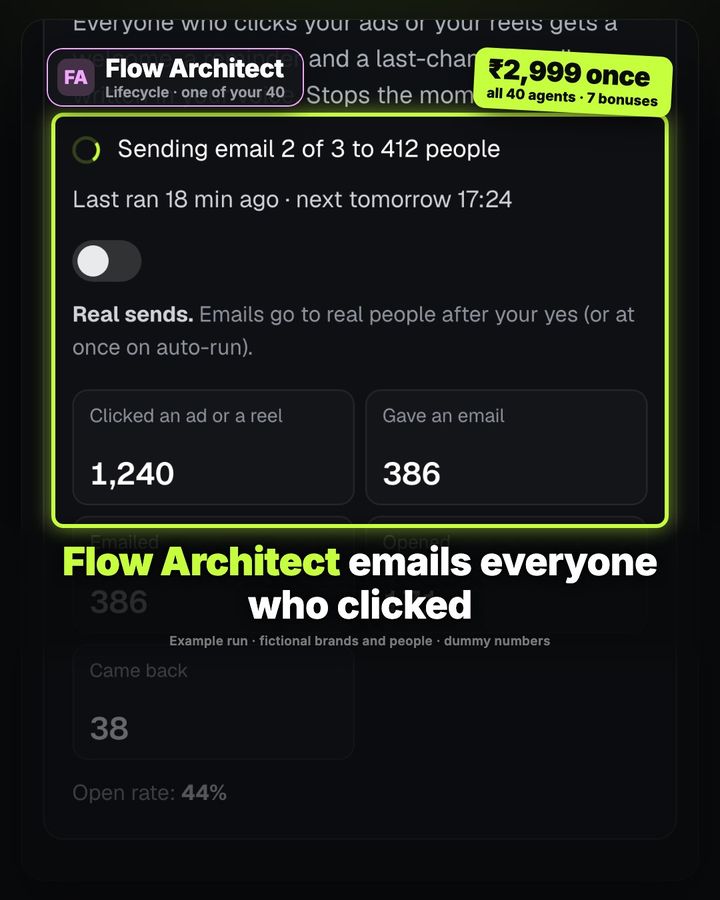 Everyone who clicks your ads or your reels gets a
and a last-chan
Stops the mom
FA
Flow Architect
Lifecycle · one of your 40
₹2,999 once
all 40 agents · 7 bonuses
Sending email 2 of 3 to 412 people
Last ran 18 min ago · next tomorrow 17:24
Real sends. Emails go to real people after your yes (or at
once on auto-run).
Clicked an ad or a reel
Gave an email
1,240
386
Emailed
Opened
Flow Architect emails everyone
who clicked
386
Example run · fictional brands and people · dummy numbers
Came back
38
Open rate: 44%